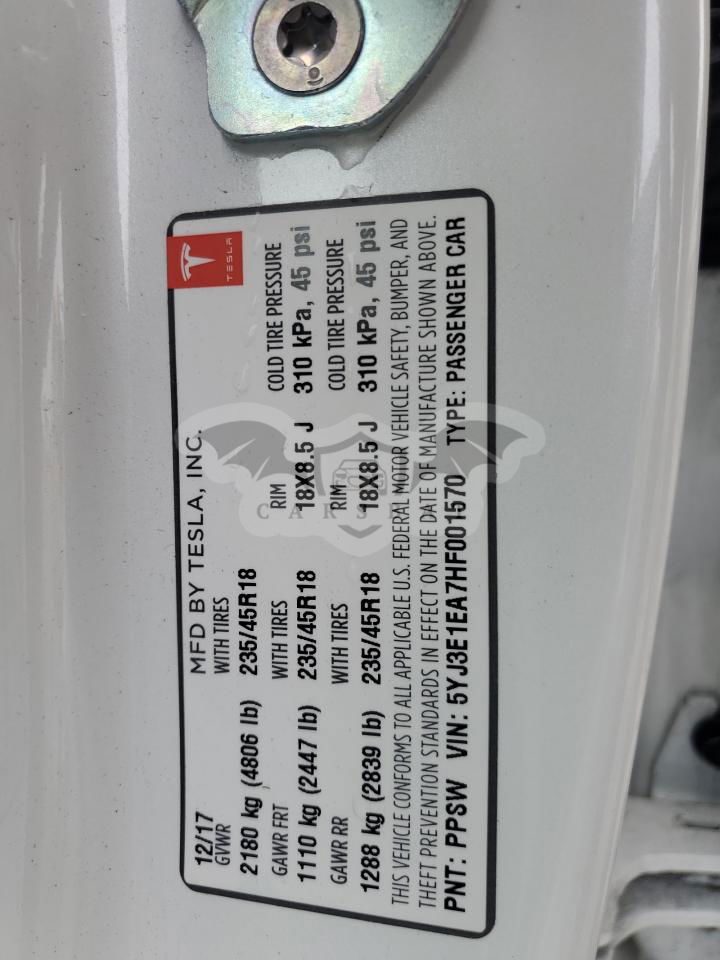 TESLA
MFD BY TESLA, INC.
12/17
GVWR WITH TIRES
2180 kg (4806 lb) 235/45R18
GAWR FRT WITH TIRES RIM COLD TIRE PRESSURE
1110 kg (2447 lb) 235/45R18 18X8.5 J 310 kPa, 45 psi
GAWR RR WITH TIRES RIM COLD TIRE PRESSURE
1288 kg (2839 lb) 235/45R18 18X8.5 J 310 kPa, 45 psi
THIS VEHICLE CONFORMS TO ALL APPLICABLE U.S. FEDERAL MOTOR VEHICLE SAFETY, BUMPER, AND
THEFT PREVENTION STANDARDS IN EFFECT ON THE DATE OF MANUFACTURE SHOWN ABOVE.
PNT: PPSW VIN: 5YJ3E1EA7HF001570 TYPE: PASSENGER CAR